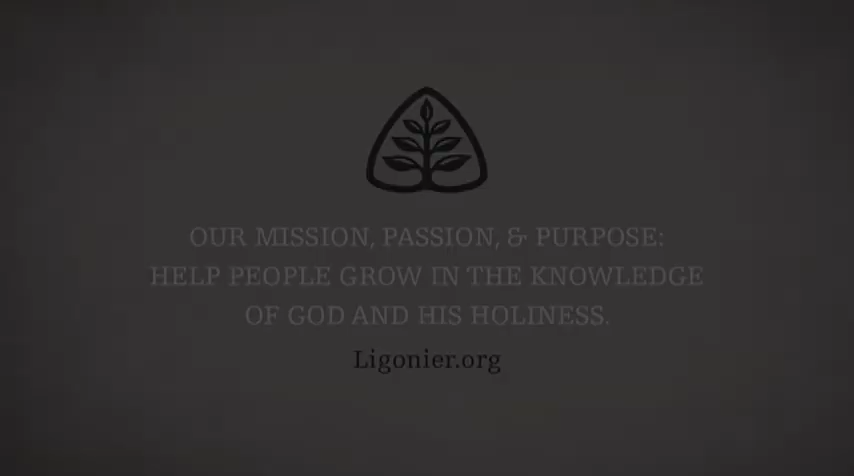 OUR MISSION, PASSION, & PURPOSE:
HELP PEOPLE GROW IN THE KNOWLEDGE
OF GOD AND HIS HOLINESS.
Ligonier.org